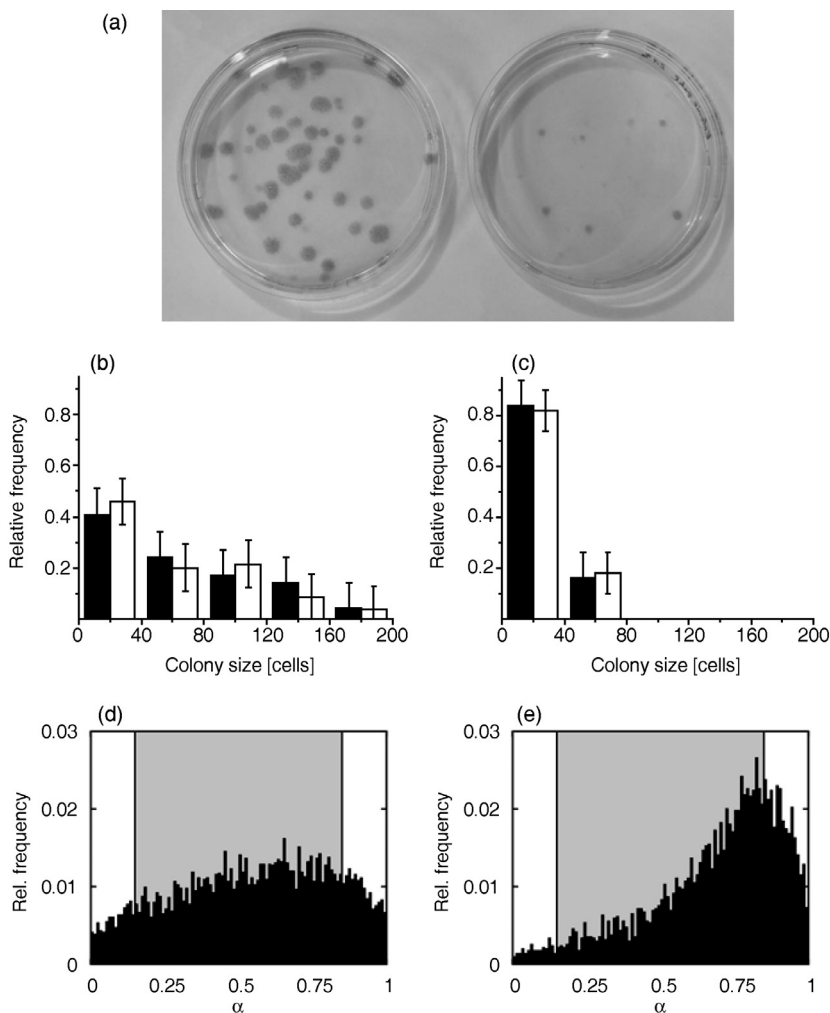 (a)
(b)
Relative frequency
0.8
0.6
0.4
0.2
0 40 80 120 160 200
Colony size [cells]
(c)
Relative frequency
0.8
0.6
0.4
0.2
0 40 80 120 160 200
Colony size [cells]
(d)
Rel. frequency
0.03
0.02
0.01
0
0 0.25 0.5 0.75 1
α
(e)
Rel. frequency
0.03
0.02
0.01
0
0 0.25 0.5 0.75 1
α